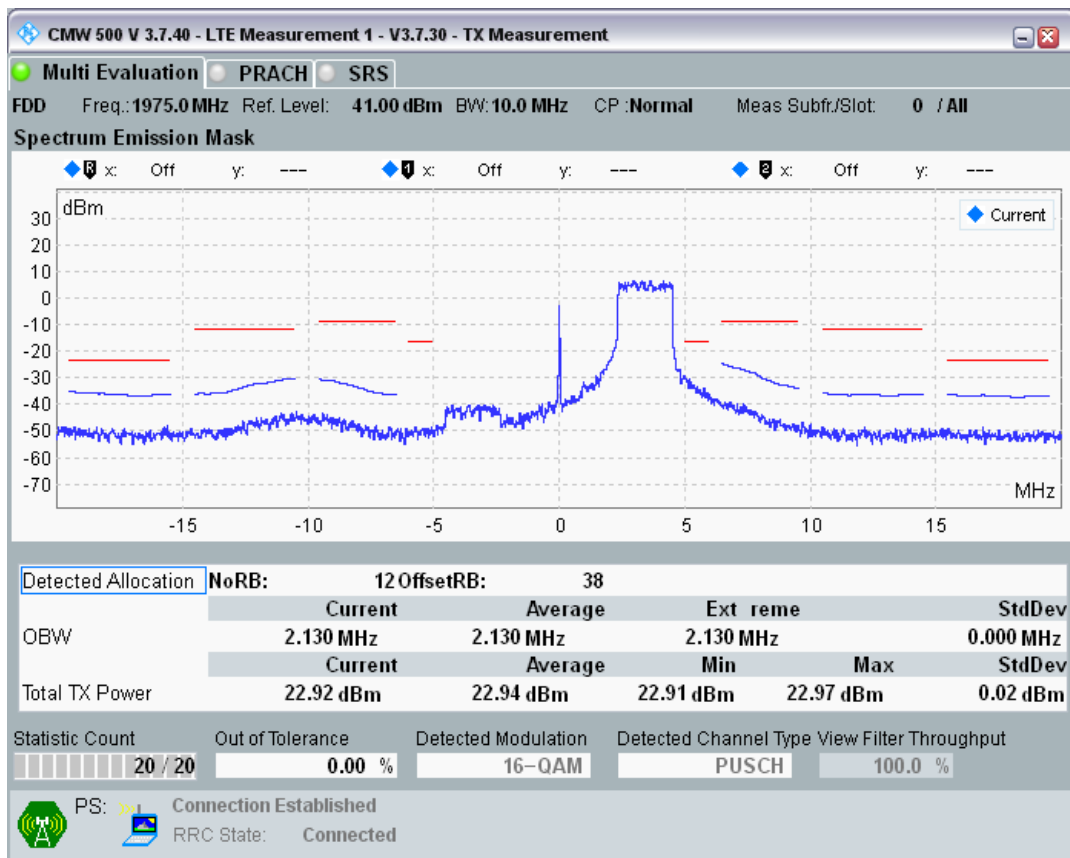 CMW 500 V 3.7.40 - LTE Measurement 1 - V3.7.30 - TX Measurement
Multi Evaluation PRACH SRS
FDD Freq.: 1975.0 MHz Ref. Level: 41.00 dBm BW: 10.0 MHz CP :Normal Meas Subfr./Slot: 0 / All
Spectrum Emission Mask
R x: Off y: --- 1 x: Off y: --- 2 x: Off y: ---
dBm
Current
30
20
10
0
-10
-20
-30
-40
-50
-60
-70
MHz
-15 -10 -5 0 5 10 15
Detected Allocation NoRB: 12 OffsetRB: 38
Current Average Ext reme StdDev
OBW 2.130 MHz 2.130 MHz 2.130 MHz 0.000 MHz
Current Average Min Max StdDev
Total TX Power 22.92 dBm 22.94 dBm 22.91 dBm 22.97 dBm 0.02 dBm
Statistic Count Out of Tolerance Detected Modulation Detected Channel Type View Filter Throughput
20 / 20 0.00 % 16-QAM PUSCH 100.0 %
PS: Connection Established
RRC State: Connected